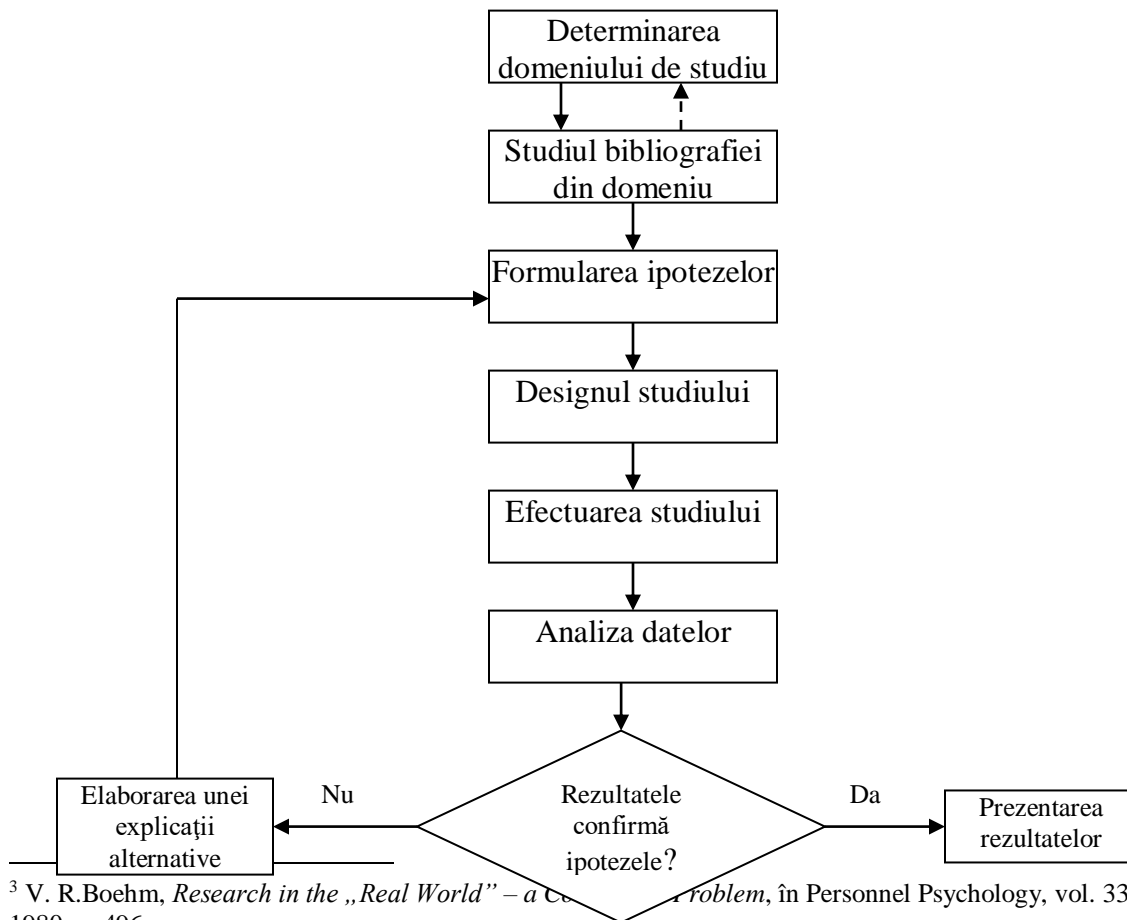 Determinarea
domeniului de studiu
Studiul bibliografiei
din domeniu
Formularea ipotezelor
Designul studiului
Efectuarea studiului
Analiza datelor
Rezultatele
confirmă
ipotezele?
Nu
Da
Elaborarea unei
explicaţii
alternative
Prezentarea
rezultatelor
³ V. R.Boehm, Research in the „Real World” – a Problem, în Personnel Psychology, vol. 33